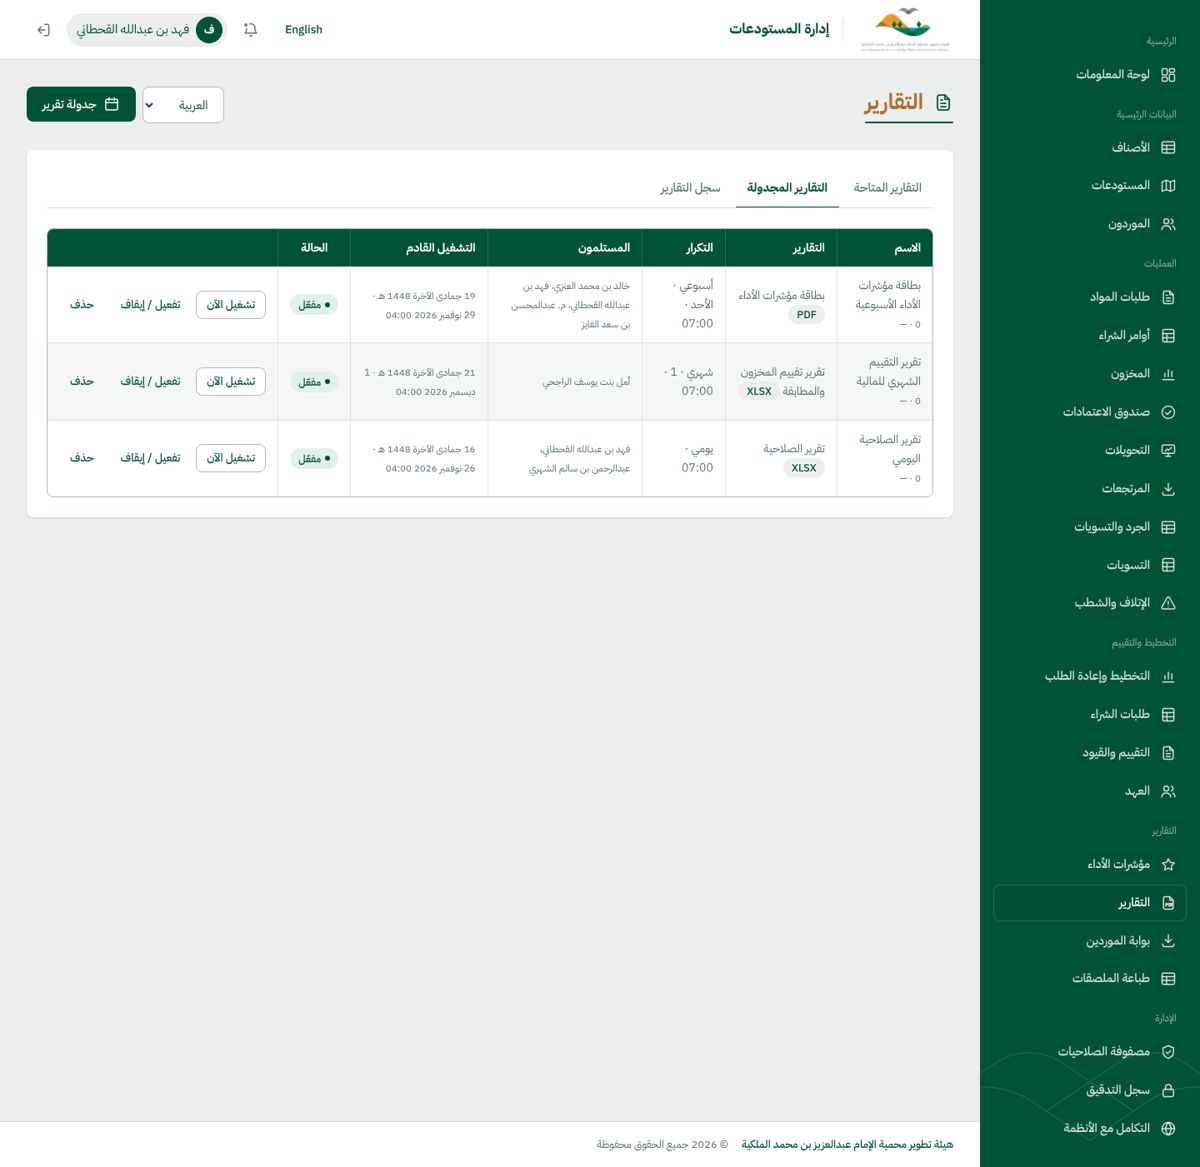 الرئيسية
لوحة المعلومات
البيانات الرئيسية
الأصناف
المستودعات
الموردون
العمليات
طلبات المواد
أوامر الشراء
المخزون
صندوق الاعتمادات
التحويلات
المرتجعات
الجرد والتسويات
التسويات
الإتلاف والشطب
التخطيط والتقييم
التخطيط وإعادة الطلب
طلبات الشراء
التقييم والقيود
العهد
التقارير
مؤشرات الأداء
التقارير
بوابة الموردين
طباعة الملصقات
الإدارة
مصفوفة الصلاحيات
سجل التدقيق
التكامل مع الأنظمة
إدارة المستودعات
English
ف فهد بن عبدالله القحطاني
التقارير
العربية
جدولة تقرير
التقارير المتاحة التقارير المجدولة سجل التقارير
الاسم التقارير التكرار المستلمون التشغيل القادم الحالة
بطاقة مؤشرات
الأداء الأسبوعية
0 · —
بطاقة مؤشرات الأداء
PDF
أسبوعي ·
الأحد ·
07:00
خالد بن محمد العنزي, فهد بن
عبدالله القحطاني, م. عبدالمحسن
بن سعد الفايز
19 جمادى الآخرة 1448 هـ ·
29 نوفمبر 2026 04:00
مفعّل
تشغيل الآن تفعيل / إيقاف حذف
تقرير التقييم
الشهري للمالية
0 · —
تقرير تقييم المخزون
والمطابقة XLSX
شهري · 1 ·
07:00
أمل بنت يوسف الراجحي
21 جمادى الآخرة 1448 هـ · 1
ديسمبر 2026 04:00
مفعّل
تشغيل الآن تفعيل / إيقاف حذف
تقرير الصلاحية
اليومي
0 · —
تقرير الصلاحية
XLSX
يومي ·
07:00
فهد بن عبدالله القحطاني,
عبدالرحمن بن سالم الشهري
16 جمادى الآخرة 1448 هـ ·
26 نوفمبر 2026 04:00
مفعّل
تشغيل الآن تفعيل / إيقاف حذف
هيئة تطوير محمية الإمام عبدالعزيز بن محمد الملكية © 2026 جميع الحقوق محفوظة